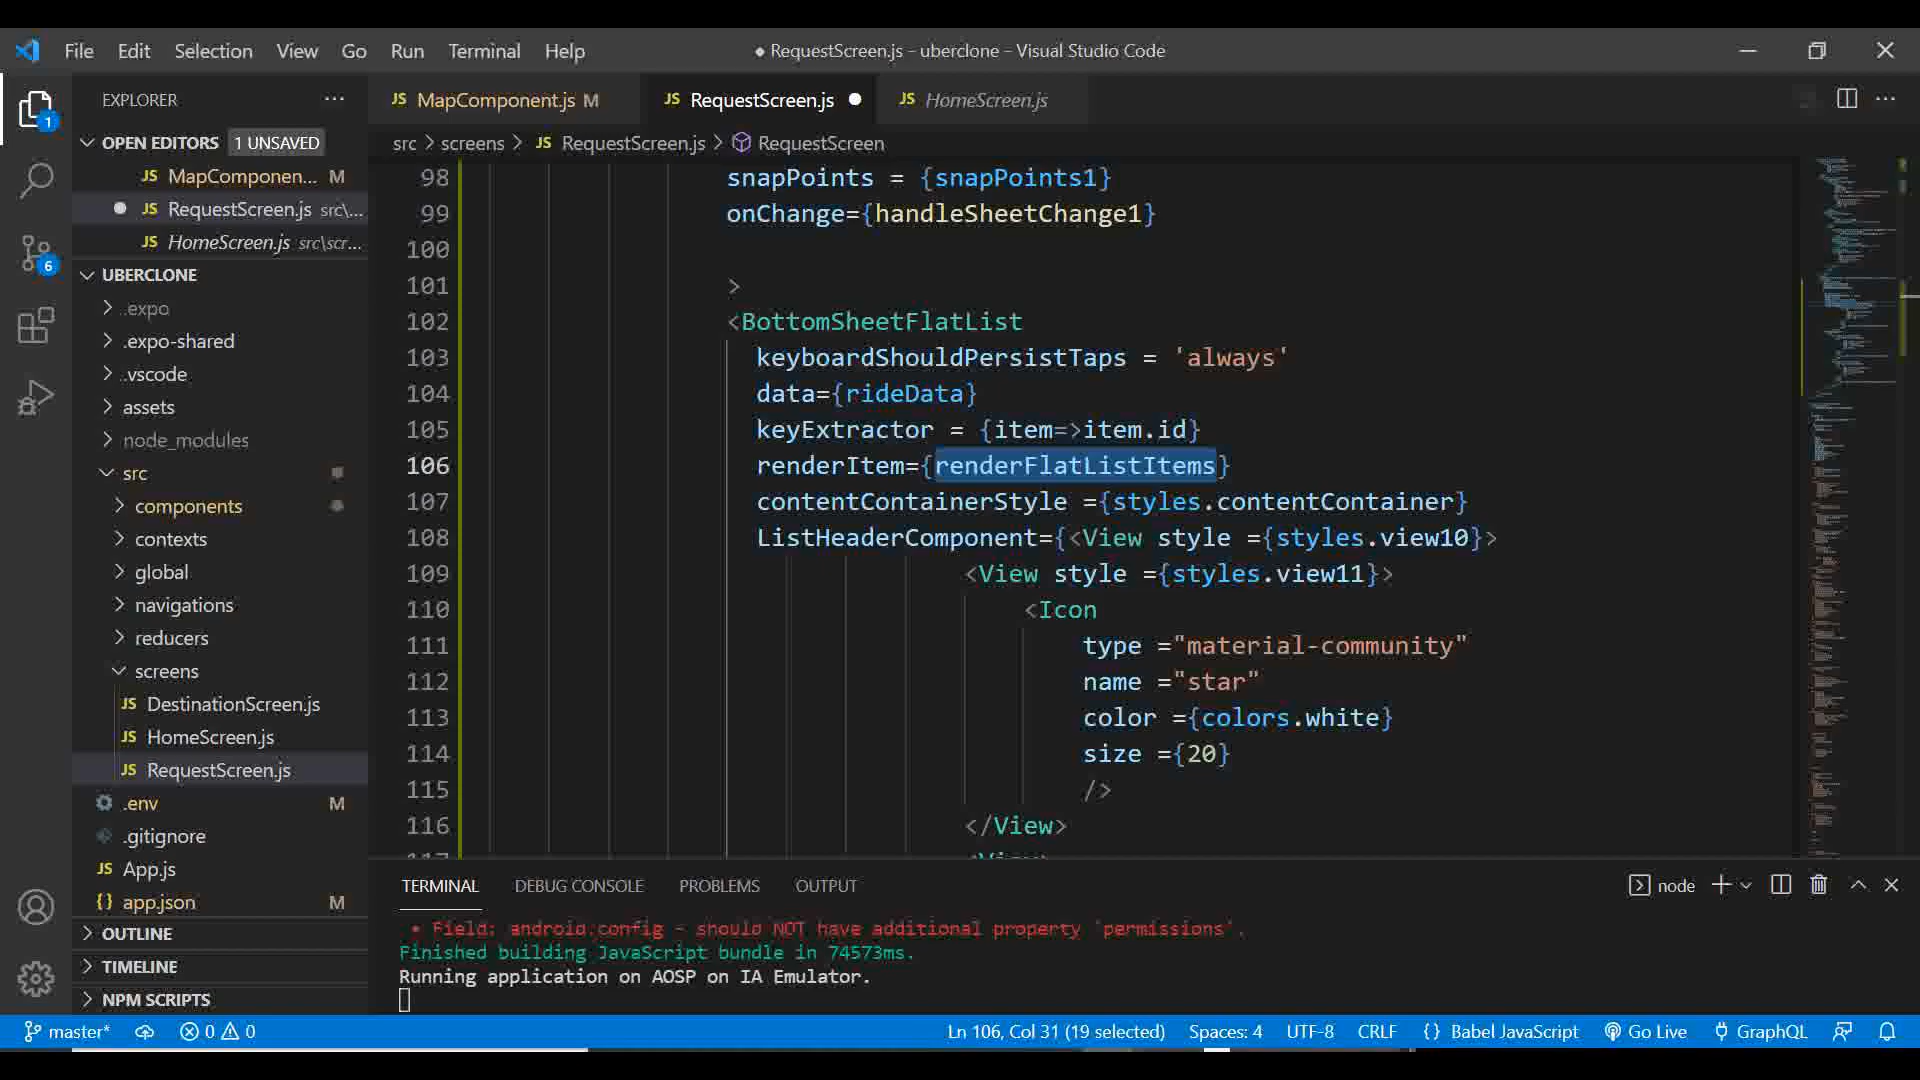 File Edit Selection View Go Run Terminal Help
● RequestScreen.js - uberclone - Visual Studio Code
EXPLORER
OPEN EDITORS 1 UNSAVED
JS MapComponen... M
JS RequestScreen.js src\...
JS HomeScreen.js src\scr...
UBERCLONE
.expo
.expo-shared
.vscode
assets
node_modules
src
components
contexts
global
navigations
reducers
screens
JS DestinationScreen.js
JS HomeScreen.js
JS RequestScreen.js
.env M
.gitignore
JS App.js
{} app.json M
OUTLINE
TIMELINE
NPM SCRIPTS
1
6
JS MapComponent.js M
JS RequestScreen.js ●
JS HomeScreen.js
src > screens > JS RequestScreen.js > RequestScreen
98 snapPoints = {snapPoints1}
99 onChange={handleSheetChange1}
100
101 >
102 <BottomSheetFlatList
103 keyboardShouldPersistTaps = 'always'
104 data={rideData}
105 keyExtractor = {item=>item.id}
106 renderItem={renderFlatListItems}
107 contentContainerStyle ={styles.contentContainer}
108 ListHeaderComponent={<View style ={styles.view10}>
109 <View style ={styles.view11}>
110 <Icon
111 type ="material-community"
112 name ="star"
113 color ={colors.white}
114 size ={20}
115 />
116 </View>
117 <View>
TERMINAL DEBUG CONSOLE PROBLEMS OUTPUT
node
• Field: android.config - should NOT have additional property 'permissions'.
Finished building JavaScript bundle in 74573ms.
Running application on AOSP on IA Emulator.
master* 0 0
Ln 106, Col 31 (19 selected) Spaces: 4 UTF-8 CRLF {} Babel JavaScript Go Live GraphQL